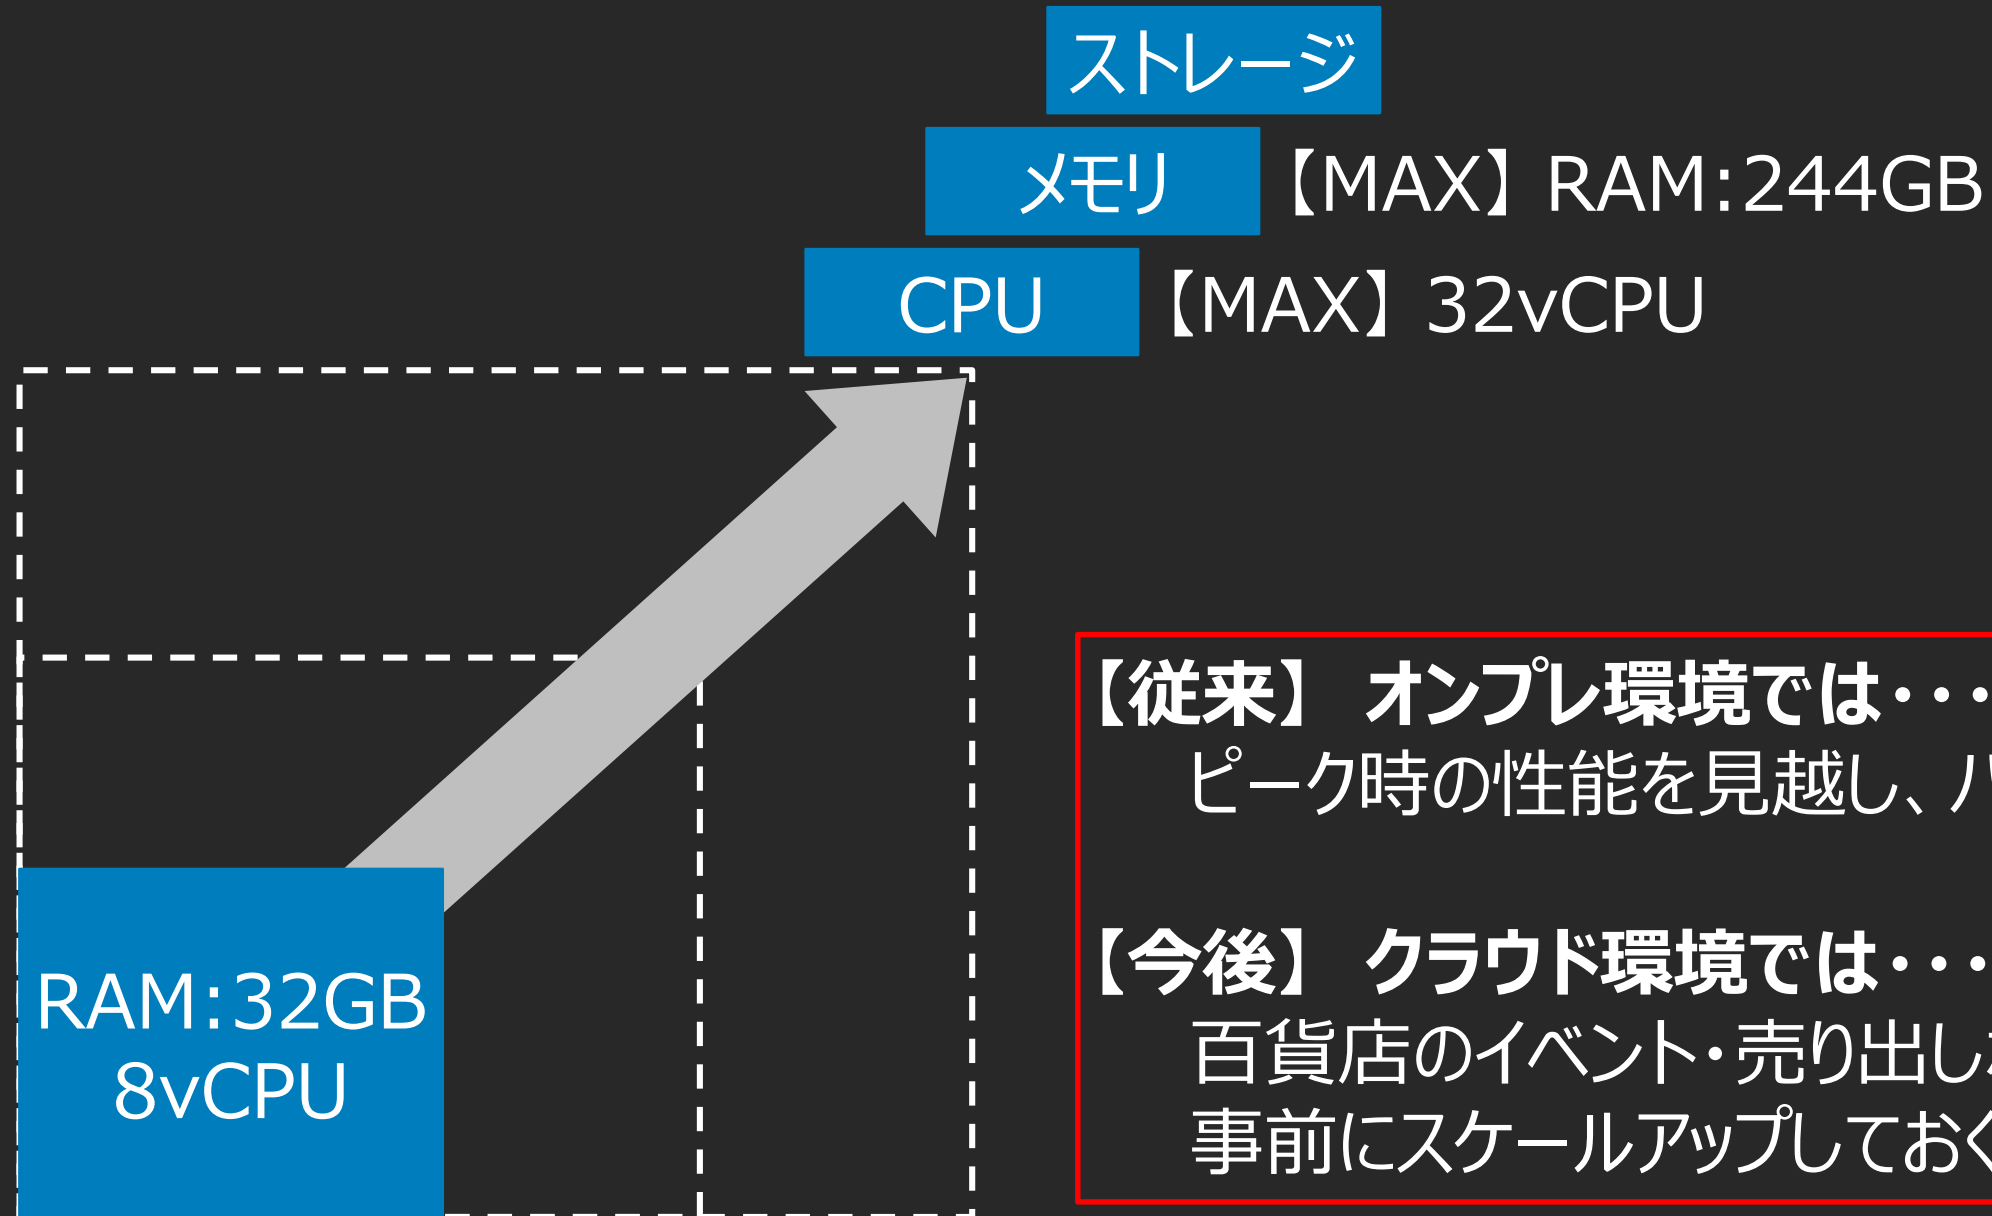 ストレージ
メモリ 【MAX】 RAM:244GB
CPU 【MAX】 32vCPU
RAM:32GB
8vCPU
【従来】 オンプレ環境では・・・
ピーク時の性能を見越し、
【今後】 クラウド環境では・・・
百貨店のイベント・売り出し
事前にスケールアップしておく